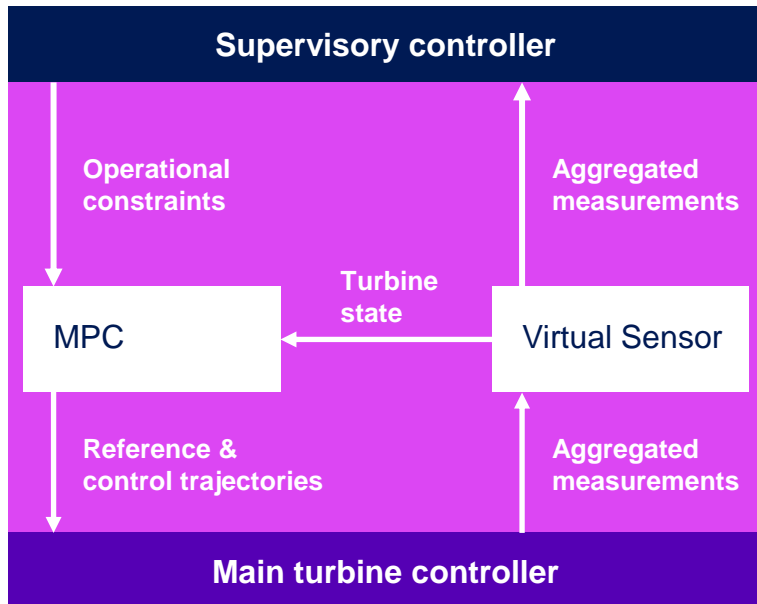 Supervisory controller
Operational
constraints
Aggregated
measurements
Turbine
state
MPC
Virtual Sensor
Reference &
control trajectories
Aggregated
measurements
Main turbine controller